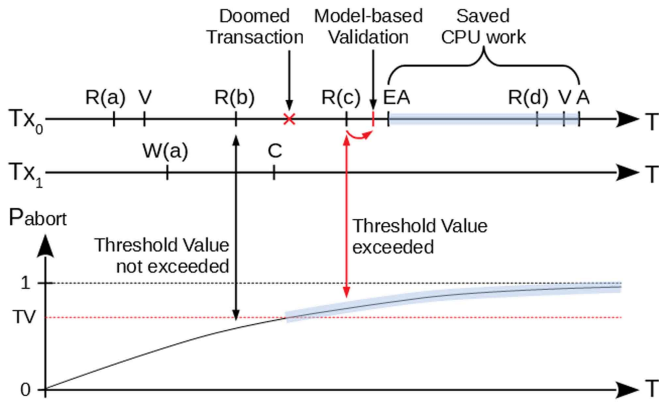 Doomed
Transaction
Model-based
Validation
Saved
CPU work
R(a) V R(b) R(c) EA R(d) V A
Tx0 T
W(a) C
Tx1 T
Pabort
Threshold Value
not exceeded
Threshold Value
exceeded
1
TV
0 T